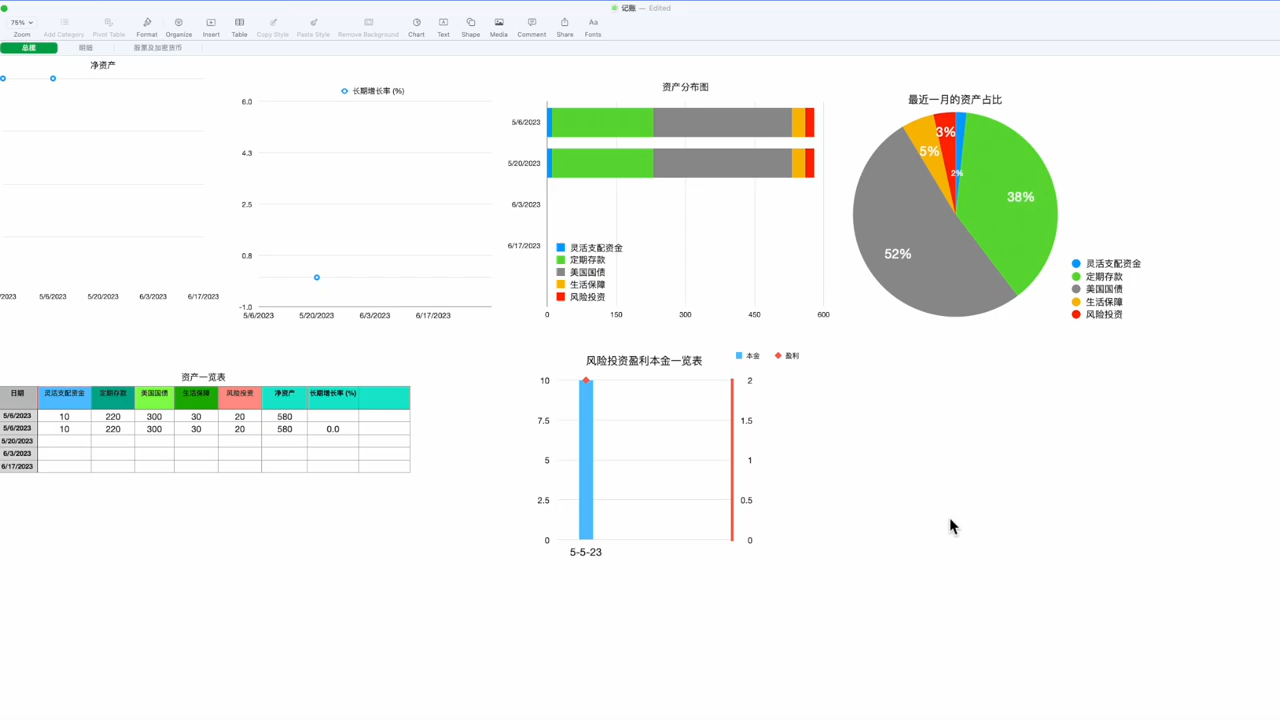 记账 — Edited
75%
Zoom Add Category Pivot Table Format Organize Insert Table Copy Style Paste Style Remove Background Chart Text Shape Media Comment Share Fonts
总楼 明细 股票及加密货币
净资产
5/6/2023 5/20/2023 6/3/2023 6/17/2023
长期增长率 (%)
6.0
4.3
2.5
0.8
-1.0
5/6/2023 5/20/2023 6/3/2023 6/17/2023
资产分布图
5/6/2023
5/20/2023
6/3/2023
6/17/2023
灵活支配资金
定期存款
美国国债
生活保障
风险投资
0 150 300 450 600
最近一月的资产占比
3%
5%
2%
38%
52%
灵活支配资金
定期存款
美国国债
生活保障
风险投资
资产一览表
日期 灵活支配资金 定期存款 美国国债 生活保障 风险投资 净资产 长期增长率 (%)
5/6/2023 10 220 300 30 20 580
5/6/2023 10 220 300 30 20 580 0.0
5/20/2023
6/3/2023
6/17/2023
风险投资盈利本金一览表
本金 盈利
10 2
7.5 1.5
5 1
2.5 0.5
0 0
5-5-23